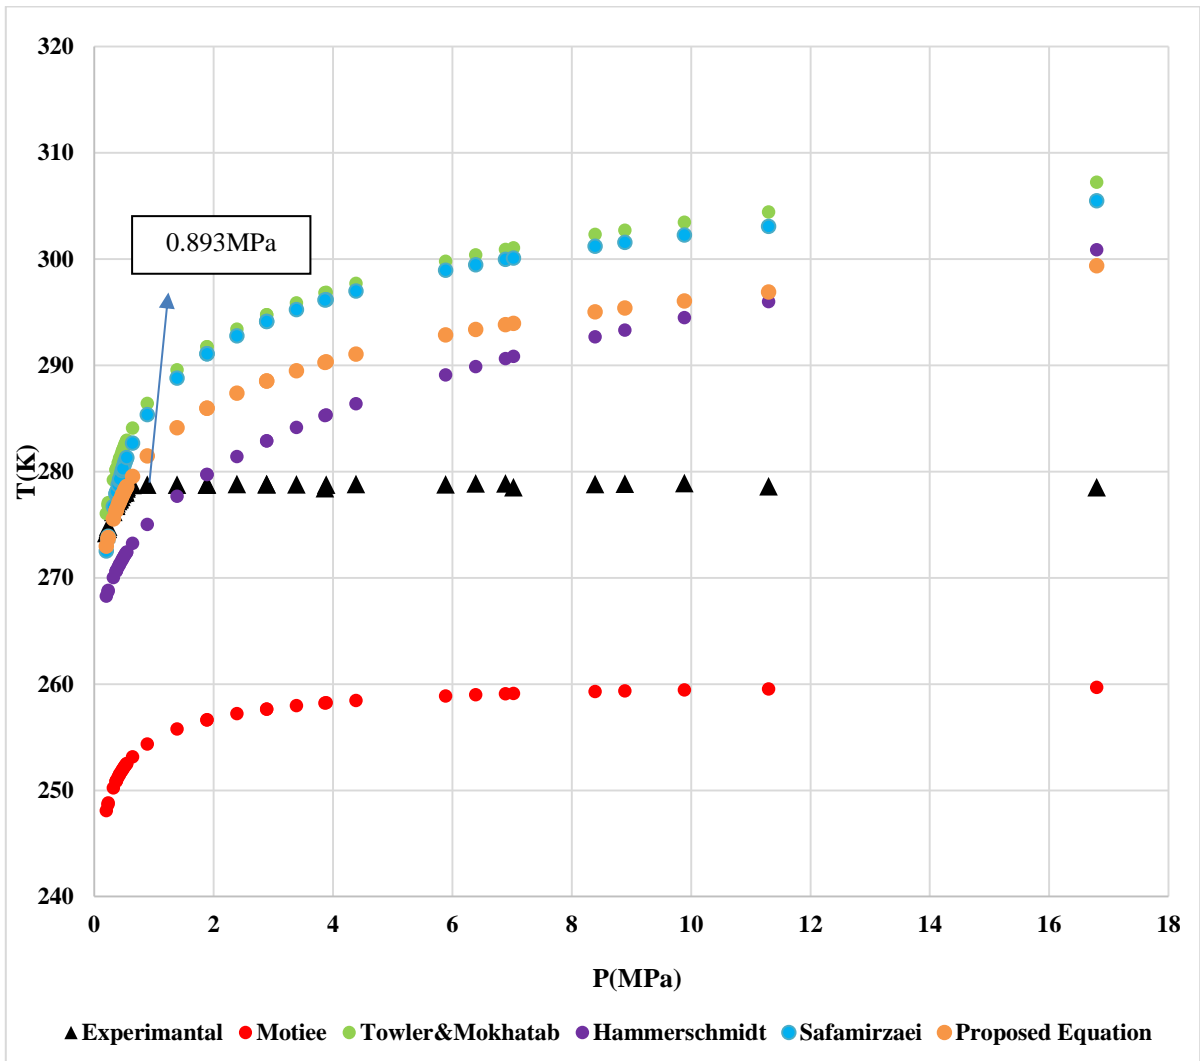 320
310
300
290
280
270
260
250
240
T(K)
0.893MPa
0 2 4 6 8 10 12 14 16 18
P(MPa)
Experimantal Motiee Towler&Mokhatab Hammerschmidt Safamirzaei Proposed Equation